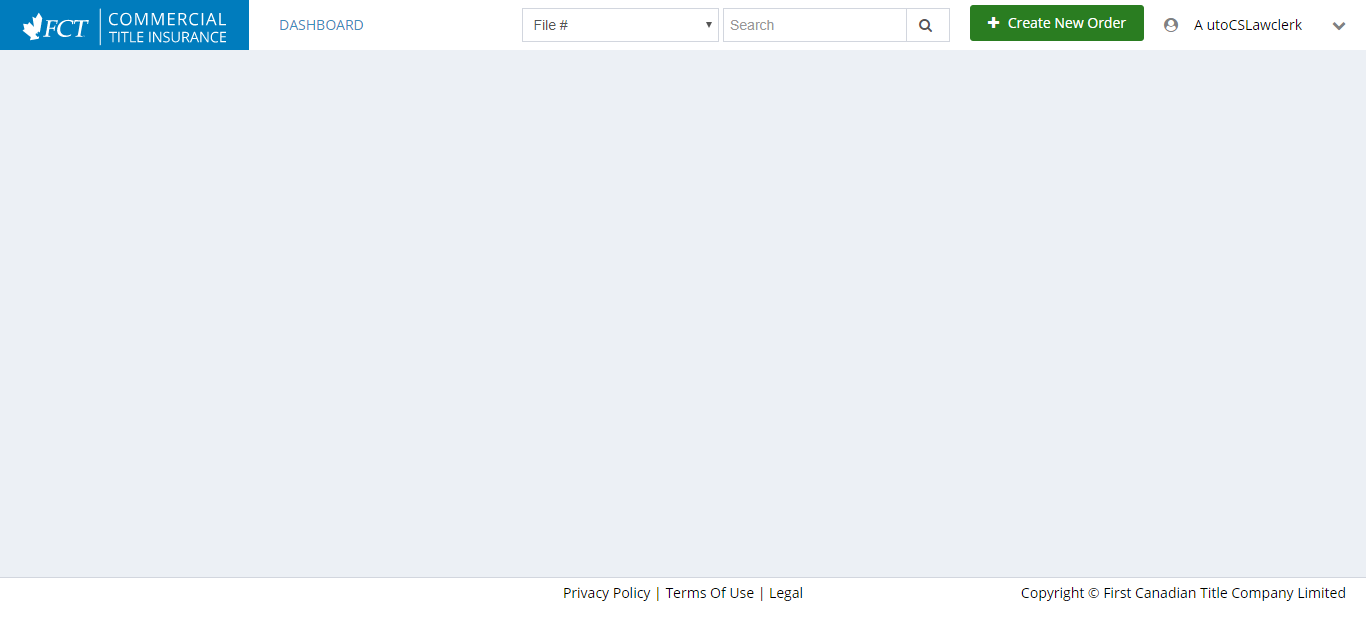 FCT COMMERCIAL TITLE INSURANCE
DASHBOARD
File #
Search
Create New Order
A utoCSLawclerk
Privacy Policy | Terms Of Use | Legal
Copyright © First Canadian Title Company Limited